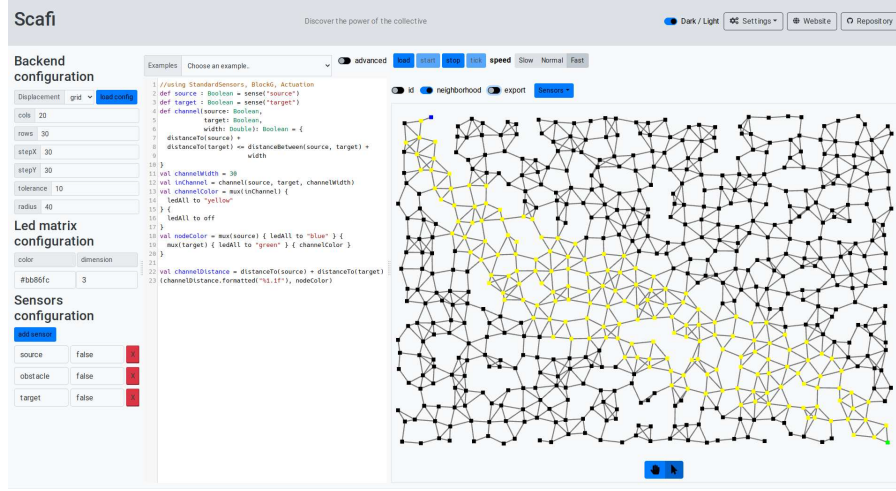 Scafi
Discover the power of the collective
Dark / Light
Settings
Website
Repository
Backend configuration
Displacement grid load config
cols 20
rows 30
stepX 30
stepY 30
tolerance 10
radius 40
Led matrix configuration
color dimension
#bb86fc 3
Sensors configuration
add sensor
source false X
obstacle false X
target false X
Examples Choose an example.. advanced
1 //using StandardSensors, BlockG, Actuation
2 def source : Boolean = sense("source")
3 def target : Boolean = sense("target")
4 def channel(source: Boolean,
5 target: Boolean,
6 width: Double): Boolean = {
7 distanceTo(source) +
8 distanceTo(target) <= distanceBetween(source, target) +
9 width
10 }
11 val channelWidth = 30
12 val inChannel = channel(source, target, channelWidth)
13 val channelColor = mux(inChannel) {
14 ledAll to "yellow"
15 } {
16 ledAll to off
17 }
18 val nodeColor = mux(source) { ledAll to "blue" } {
19 mux(target) { ledAll to "green" } { channelColor }
20 }
21
22 val channelDistance = distanceTo(source) + distanceTo(target)
23 (channelDistance.formatted("%1.1f"), nodeColor)
load start stop tick speed Slow Normal Fast
id neighborhood export Sensors